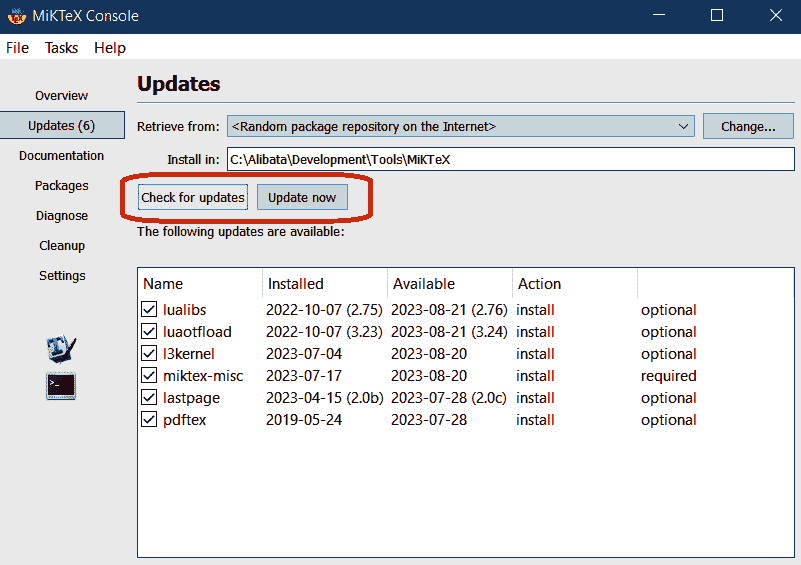 MiKTeX Console
File Tasks Help
Updates
Overview
Updates (6)
Documentation
Packages
Diagnose
Cleanup
Settings
Retrieve from: <Random package repository on the Internet> Change...
Install in: C:\Alibata\Development\Tools\MiKTeX
Check for updates Update now
The following updates are available:
Name Installed Available Action
lualibs 2022-10-07 (2.75) 2023-08-21 (2.76) install optional
luaotfload 2022-10-07 (3.23) 2023-08-21 (3.24) install optional
l3kernel 2023-07-04 2023-08-20 install optional
miktex-misc 2023-07-17 2023-08-20 install required
lastpage 2023-04-15 (2.0b) 2023-07-28 (2.0c) install optional
pdftex 2019-05-24 2023-07-28 install optional